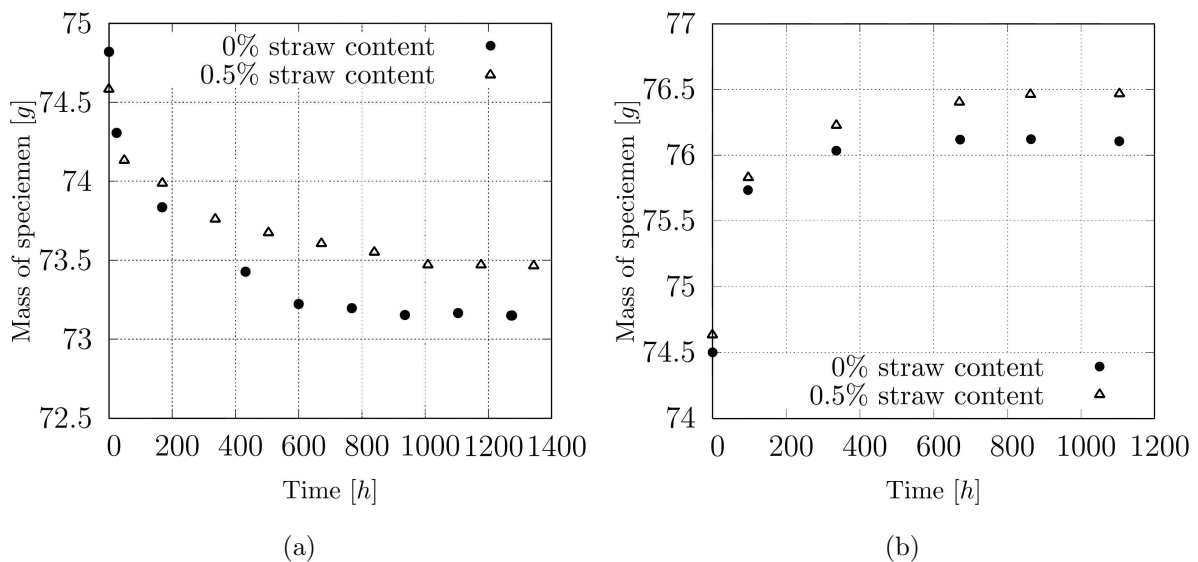 75
74.5
74
73.5
73
72.5
0 200 400 600 800 1000 1200 1400
Mass of speciemen [g]
Time [h]
0% straw content
0.5% straw content
(a)
77
76.5
76
75.5
75
74.5
74
0 200 400 600 800 1000 1200
Mass of speciemen [g]
Time [h]
0% straw content
0.5% straw content
(b)